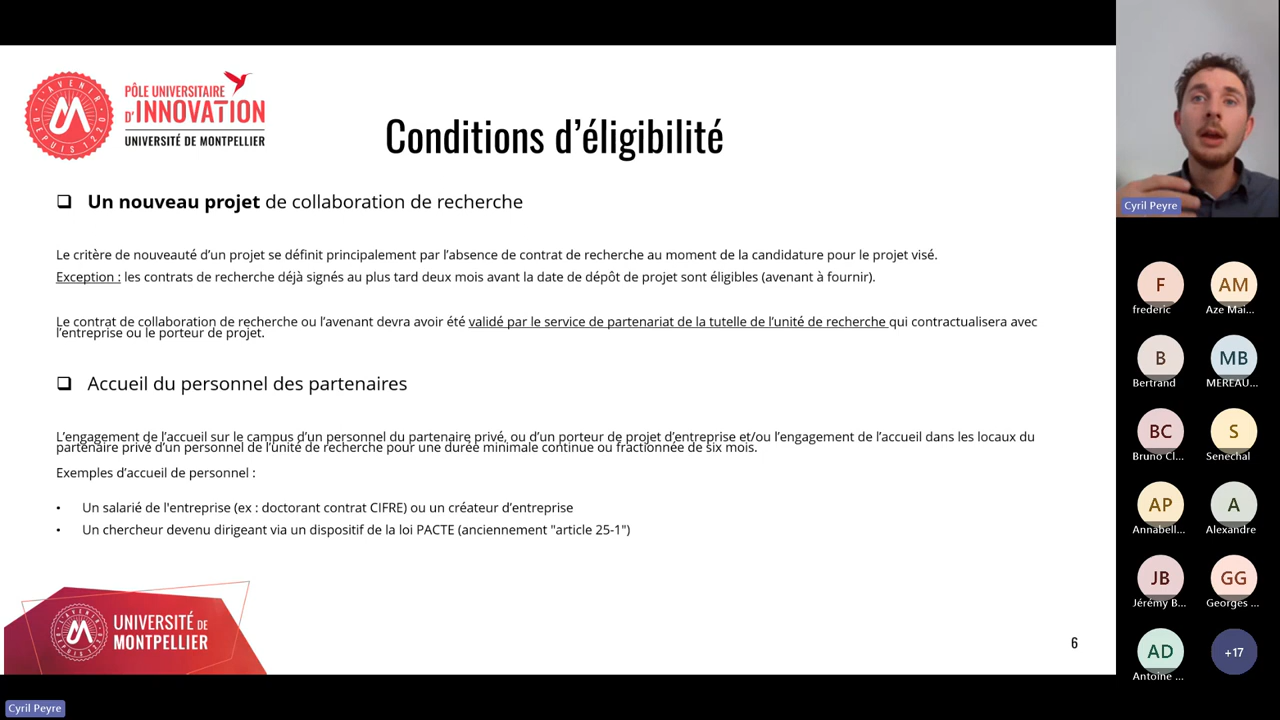 L'AVENIR DEPUIS 1220
PÔLE UNIVERSITAIRE
D'INNOVATION
UNIVERSITÉ DE MONTPELLIER
Conditions d'éligibilité
Un nouveau projet de collaboration de recherche
Le critère de nouveauté d'un projet se définit principalement par l'absence de contrat de recherche au moment de la candidature pour le projet visé.
Exception : les contrats de recherche déjà signés au plus tard deux mois avant la date de dépôt de projet sont éligibles (avenant à fournir).
Le contrat de collaboration de recherche ou l'avenant devra avoir été validé par le service de partenariat de la tutelle de l'unité de recherche qui contractualisera avec
l'entreprise ou le porteur de projet.
Accueil du personnel des partenaires
L'engagement de l'accueil sur le campus d'un personnel du partenaire privé, ou d'un porteur de projet d'entreprise et/ou l'engagement de l'accueil dans les locaux du
partenaire privé d'un personnel de l'unité de recherche pour une durée minimale continue ou fractionnée de six mois.
Exemples d'accueil de personnel :
• Un salarié de l'entreprise (ex : doctorant contrat CIFRE) ou un créateur d'entreprise
• Un chercheur devenu dirigeant via un dispositif de la loi PACTE (anciennement "article 25-1")
UNIVERSITÉ DE
MONTPELLIER
6
Cyril Peyre
Cyril Peyre
F
frederic
AM
Aze Mai...
B
Bertrand
MB
MEREAU...
BC
Bruno Cl...
S
Senechal
AP
Annabell...
A
Alexandre
JB
Jérémy B...
GG
Georges ...
AD
Antoine ...
+17